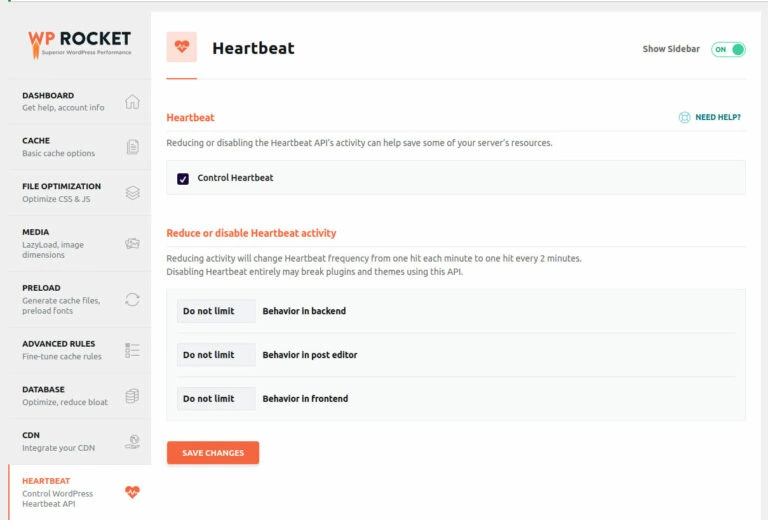 WP ROCKET
Superior WordPress Performance
DASHBOARD
Get help, account info
CACHE
Basic cache options
FILE OPTIMIZATION
Optimize CSS & JS
MEDIA
LazyLoad, image
dimensions
PRELOAD
Generate cache files,
preload fonts
ADVANCED RULES
Fine-tune cache rules
DATABASE
Optimize, reduce bloat
CDN
Integrate your CDN
HEARTBEAT
Control WordPress
Heartbeat API
Heartbeat
Show Sidebar
ON
Heartbeat
NEED HELP?
Reducing or disabling the Heartbeat API's activity can help save some of your server's resources.
Control Heartbeat
Reduce or disable Heartbeat activity
Reducing activity will change Heartbeat frequency from one hit each minute to one hit every 2 minutes.
Disabling Heartbeat entirely may break plugins and themes using this API.
Do not limit Behavior in backend
Do not limit Behavior in post editor
Do not limit Behavior in frontend
SAVE CHANGES